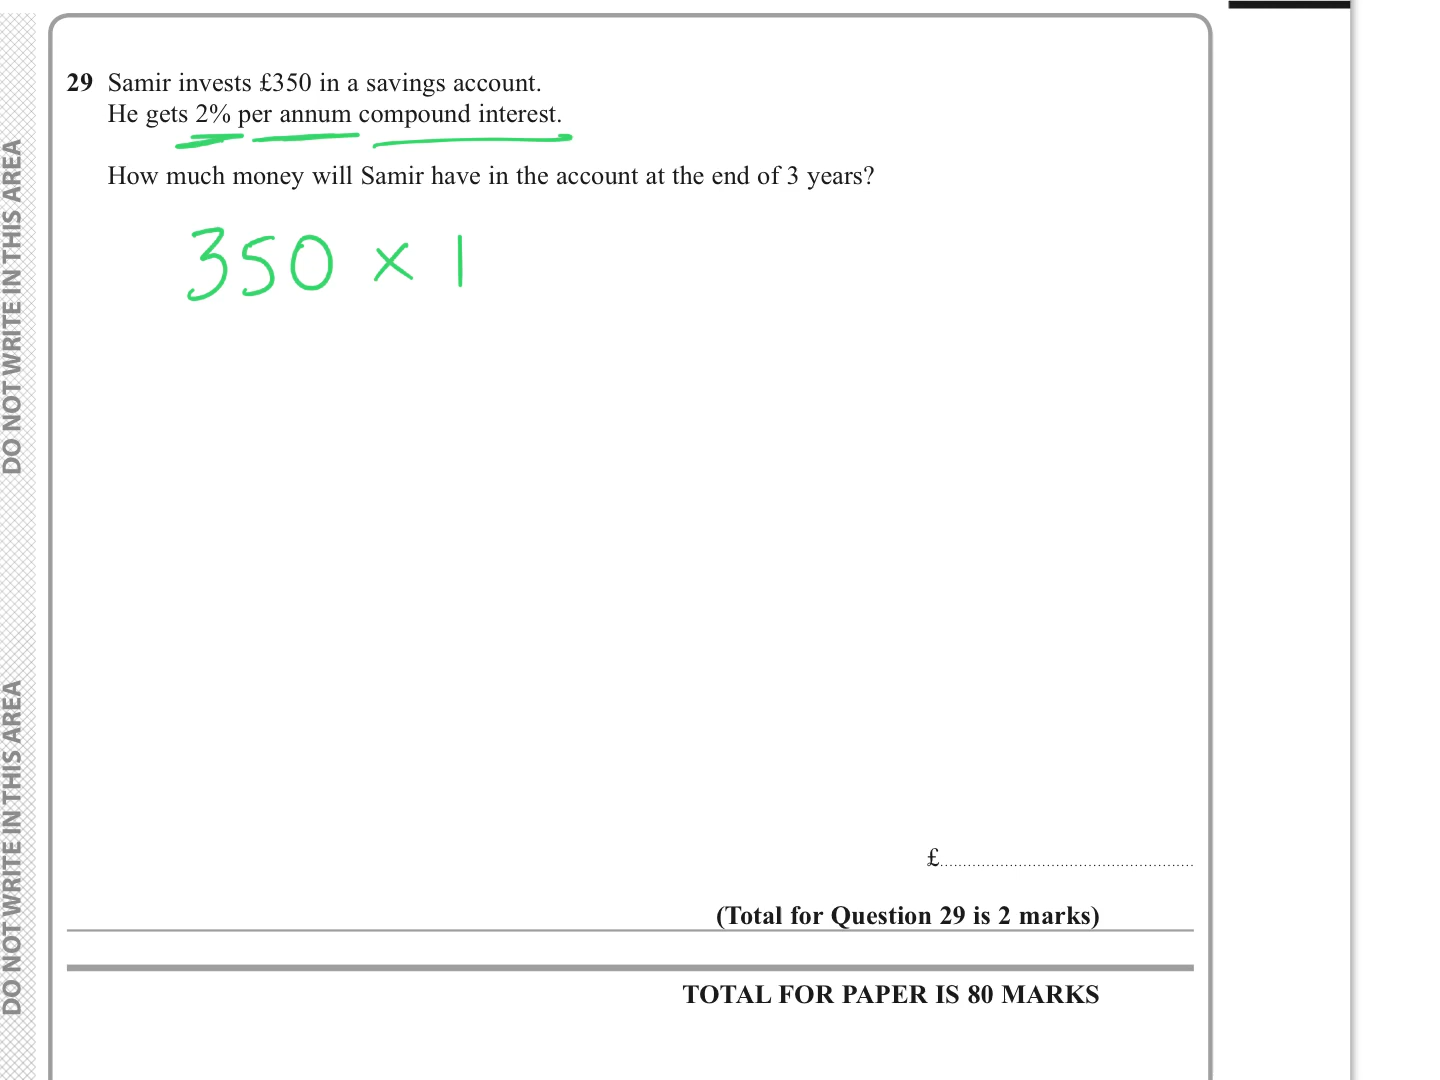 29 Samir invests £350 in a savings account.
He gets 2% per annum compound interest.
How much money will Samir have in the account at the end of 3 years?
350 × 1
£
(Total for Question 29 is 2 marks)
TOTAL FOR PAPER IS 80 MARKS
DO NOT WRITE IN THIS AREA
DO NOT WRITE IN THIS AREA